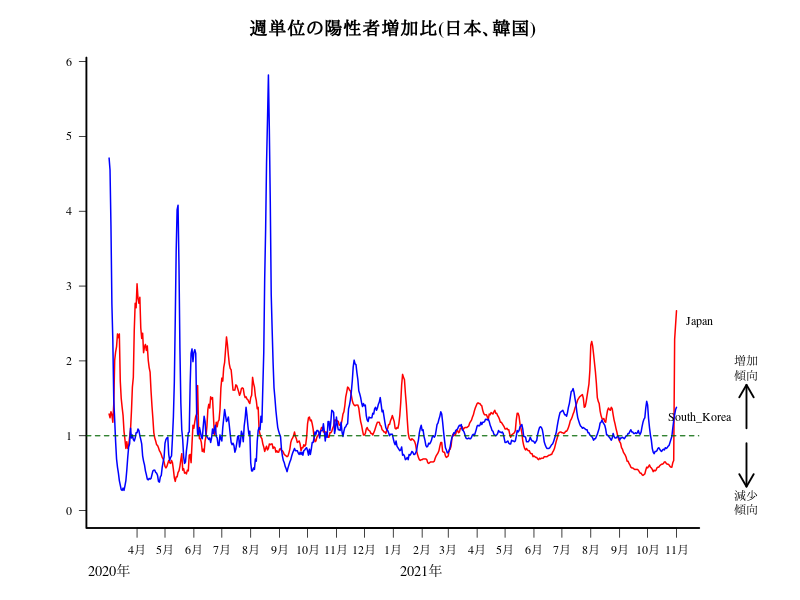 週単位の陽性者増加比(日本､韓国)
6
5
4
3
2
1
0
Japan
South_Korea
増加
傾向
減少
傾向
4月 5月 6月 7月 8月 9月 10月 11月 12月 1月 2月 3月 4月 5月 6月 7月 8月 9月 10月 11月
2020年 2021年